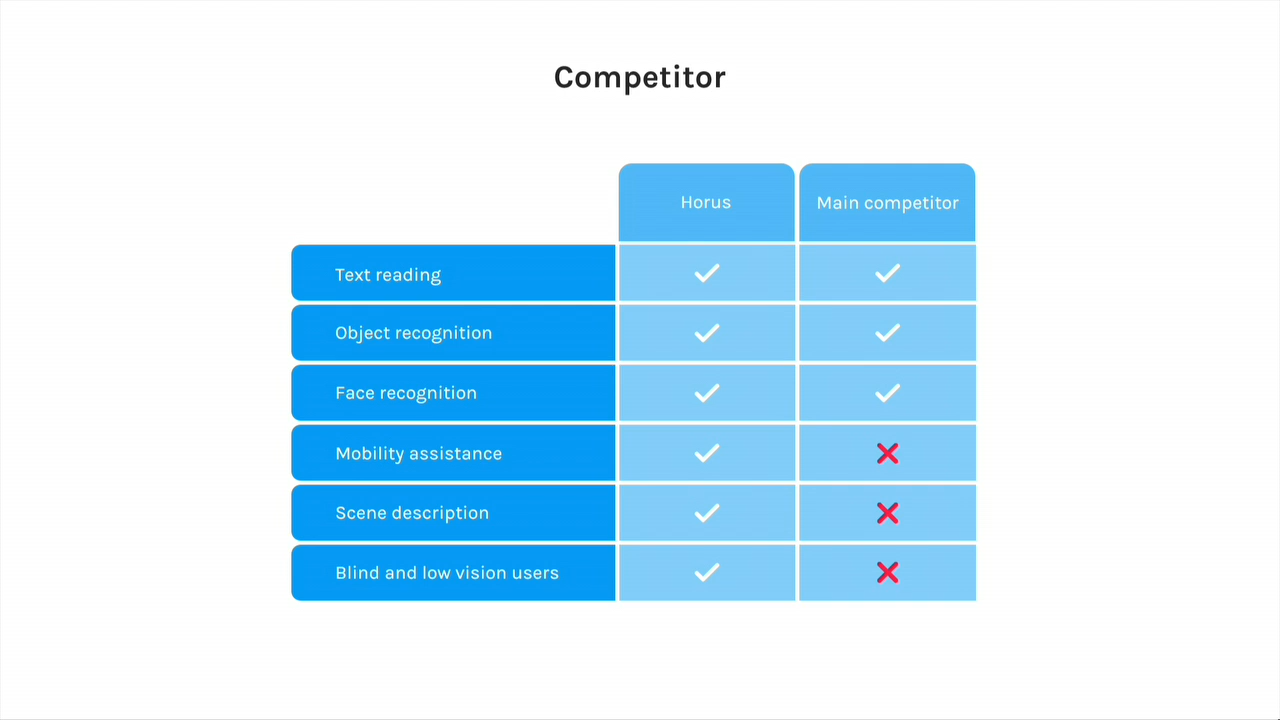 Competitor
Horus
Main competitor
Text reading
Object recognition
Face recognition
Mobility assistance
Scene description
Blind and low vision users